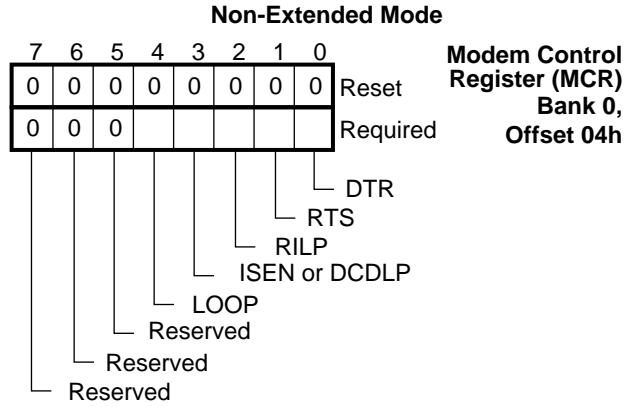 Non-Extended Mode
7 6 5 4 3 2 1 0
Modem Control
Register (MCR)
Bank 0,
Offset 04h
0 0 0 0 0 0 0 0 Reset
0 0 0 Required
DTR
RTS
RILP
ISEN or DCDLP
LOOP
Reserved
Reserved
Reserved